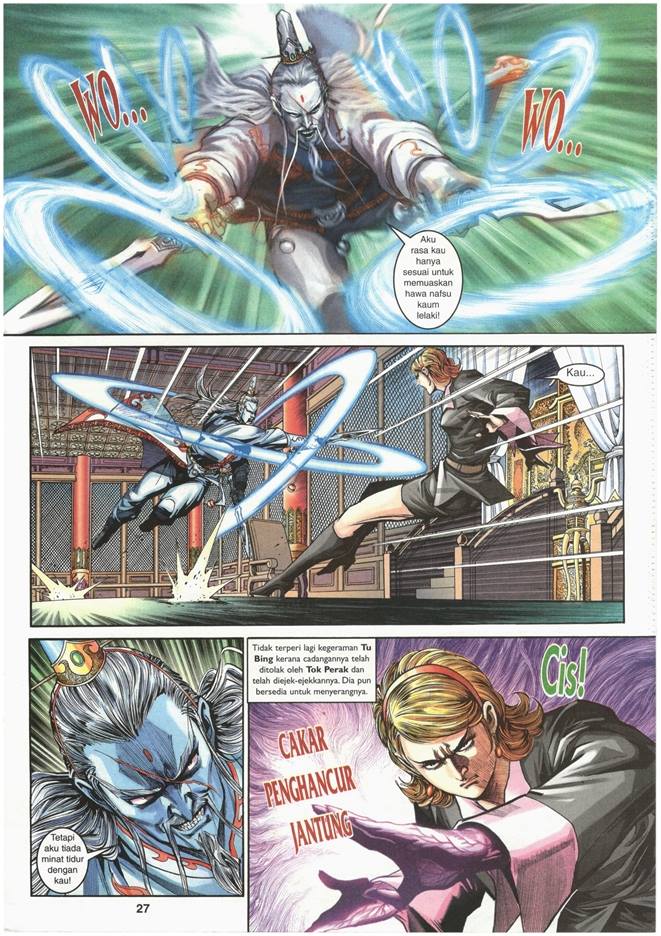 WO...
WO...
Aku
rasa kau
hanya
sesuai untuk
memuaskan
hawa nafsu
kaum
lelaki!
Kau...
Tetapi
aku tiada
minat tidur
dengan
kau!
Tidak terperi lagi kegeraman Tu
Bing kerana cadangannya telah
ditolak oleh Tok Perak dan
telah diejek-ejekkannya. Dia pun
bersedia untuk menyerangnya.
Cis!
CAKAR
PENGHANCUR
JANTUNG
27